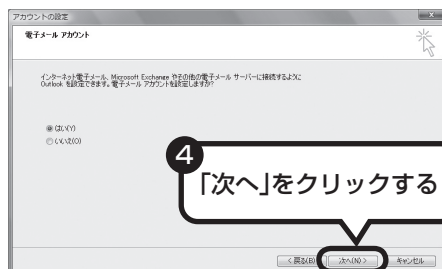 アカウントの設定
電子メール アカウント
インターネット電子メール、Microsoft Exchange やその他の電子メール サーバーに接続するように
Outlook を設定できます。電子メール アカウントを設定しますか?
はい(Y)
いいえ(O)
4
「次へ」をクリックする
< 戻る(B)
次へ(N) >
キャンセル